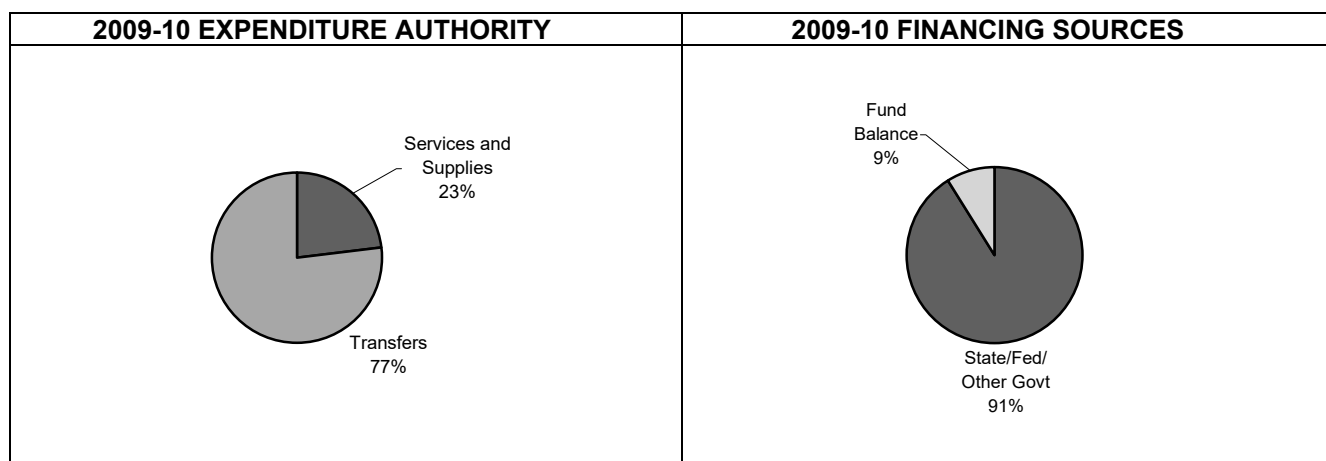 2009-10 EXPENDITURE AUTHORITY
Services and
Supplies
23%
Transfers
77%
2009-10 FINANCING SOURCES
Fund
Balance
9%
State/Fed/
Other Govt
91%